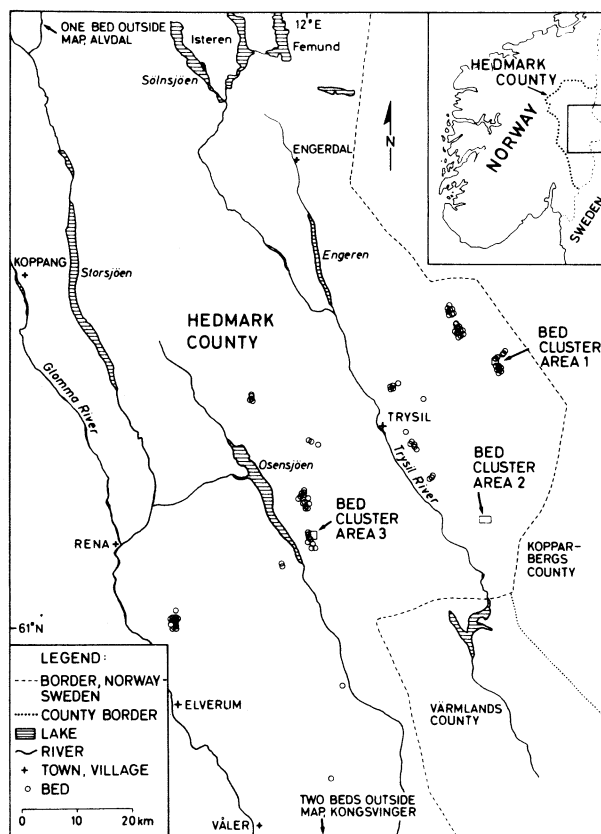 ONE BED OUTSIDE
MAP, ALVDAL
Isteren
12°E
Femund
Sölnsjöen
HEDMARK
COUNTY
NORWAY
SWEDEN
N
ENGERDAL
KOPPANG
Storsjöen
Engeren
HEDMARK
COUNTY
BED
CLUSTER
AREA 1
Glomma River
TRYSIL
Trysil River
Osensjöen
BED
CLUSTER
AREA 2
BED
CLUSTER
AREA 3
RENA
KOPPAR-
BERGS
COUNTY
61°N
LEGEND:
BORDER, NORWAY-
SWEDEN
COUNTY BORDER
LAKE
RIVER
TOWN, VILLAGE
BED
0 10 20 km
ELVERUM
VÄRMLANDS
COUNTY
VÅLER
TWO BEDS OUTSIDE
MAP, KONGSVINGER